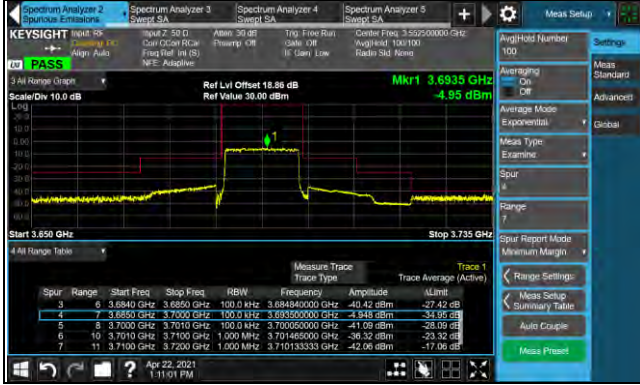 Spectrum Analyzer 2
Spurious Emissions
Spectrum Analyzer 3
Swept SA
Spectrum Analyzer 4
Swept SA
Spectrum Analyzer 5
Swept SA
+
Meas Setup
KEYSIGHT
Input: RF
Coupling: DC
Align: Auto
Input Z: 50 Ω
Corr CCorr RCal
Freq Ref: Int (S)
NFE: Adaptive
Atten: 30 dB
Preamp: Off
Trig: Free Run
Gate: Off
IF Gain: Low
Center Freq: 3.552500000 GHz
Avg|Hold: 100/100
Radio Std: None
LW PASS
3 All Range Graph
Scale/Div 10.0 dB
Ref Lvl Offset 18.86 dB
Ref Value 30.00 dBm
Mkr1 3.6935 GHz
-4.95 dBm
Log
20.0
10.0
0.00
1
Start 3.650 GHz
Stop 3.735 GHz
4 All Range Table
Measure Trace
Trace 1
Trace Type
Trace Average (Active)
Spur Range Start Freq Stop Freq RBW Frequency Amplitude ΔLimit
3 6 3.6840 GHz 3.6850 GHz 100.0 kHz 3.684840000 GHz -40.42 dBm -27.42 dB
4 7 3.6850 GHz 3.7000 GHz 100.0 kHz 3.693500000 GHz -4.948 dBm -34.95 dB
5 8 3.7000 GHz 3.7010 GHz 100.0 kHz 3.700050000 GHz -41.09 dBm -28.09 dB
6 10 3.7010 GHz 3.7100 GHz 1.000 MHz 3.701465000 GHz -36.32 dBm -23.32 dB
7 11 3.7100 GHz 3.7200 GHz 1.000 MHz 3.710133333 GHz -42.06 dBm -17.06 dB
Avg|Hold Number
100
Averaging
On
Off
Average Mode
Exponential
Meas Type
Examine
Spur
4
Range
7
Spur Report Mode
Minimum Margin
Range Settings
Meas Setup
Summary Table
Auto Couple
Meas Preset
Settings
Meas
Standard
Advanced
Global
?
Apr 22, 2021
1:11:01 PM